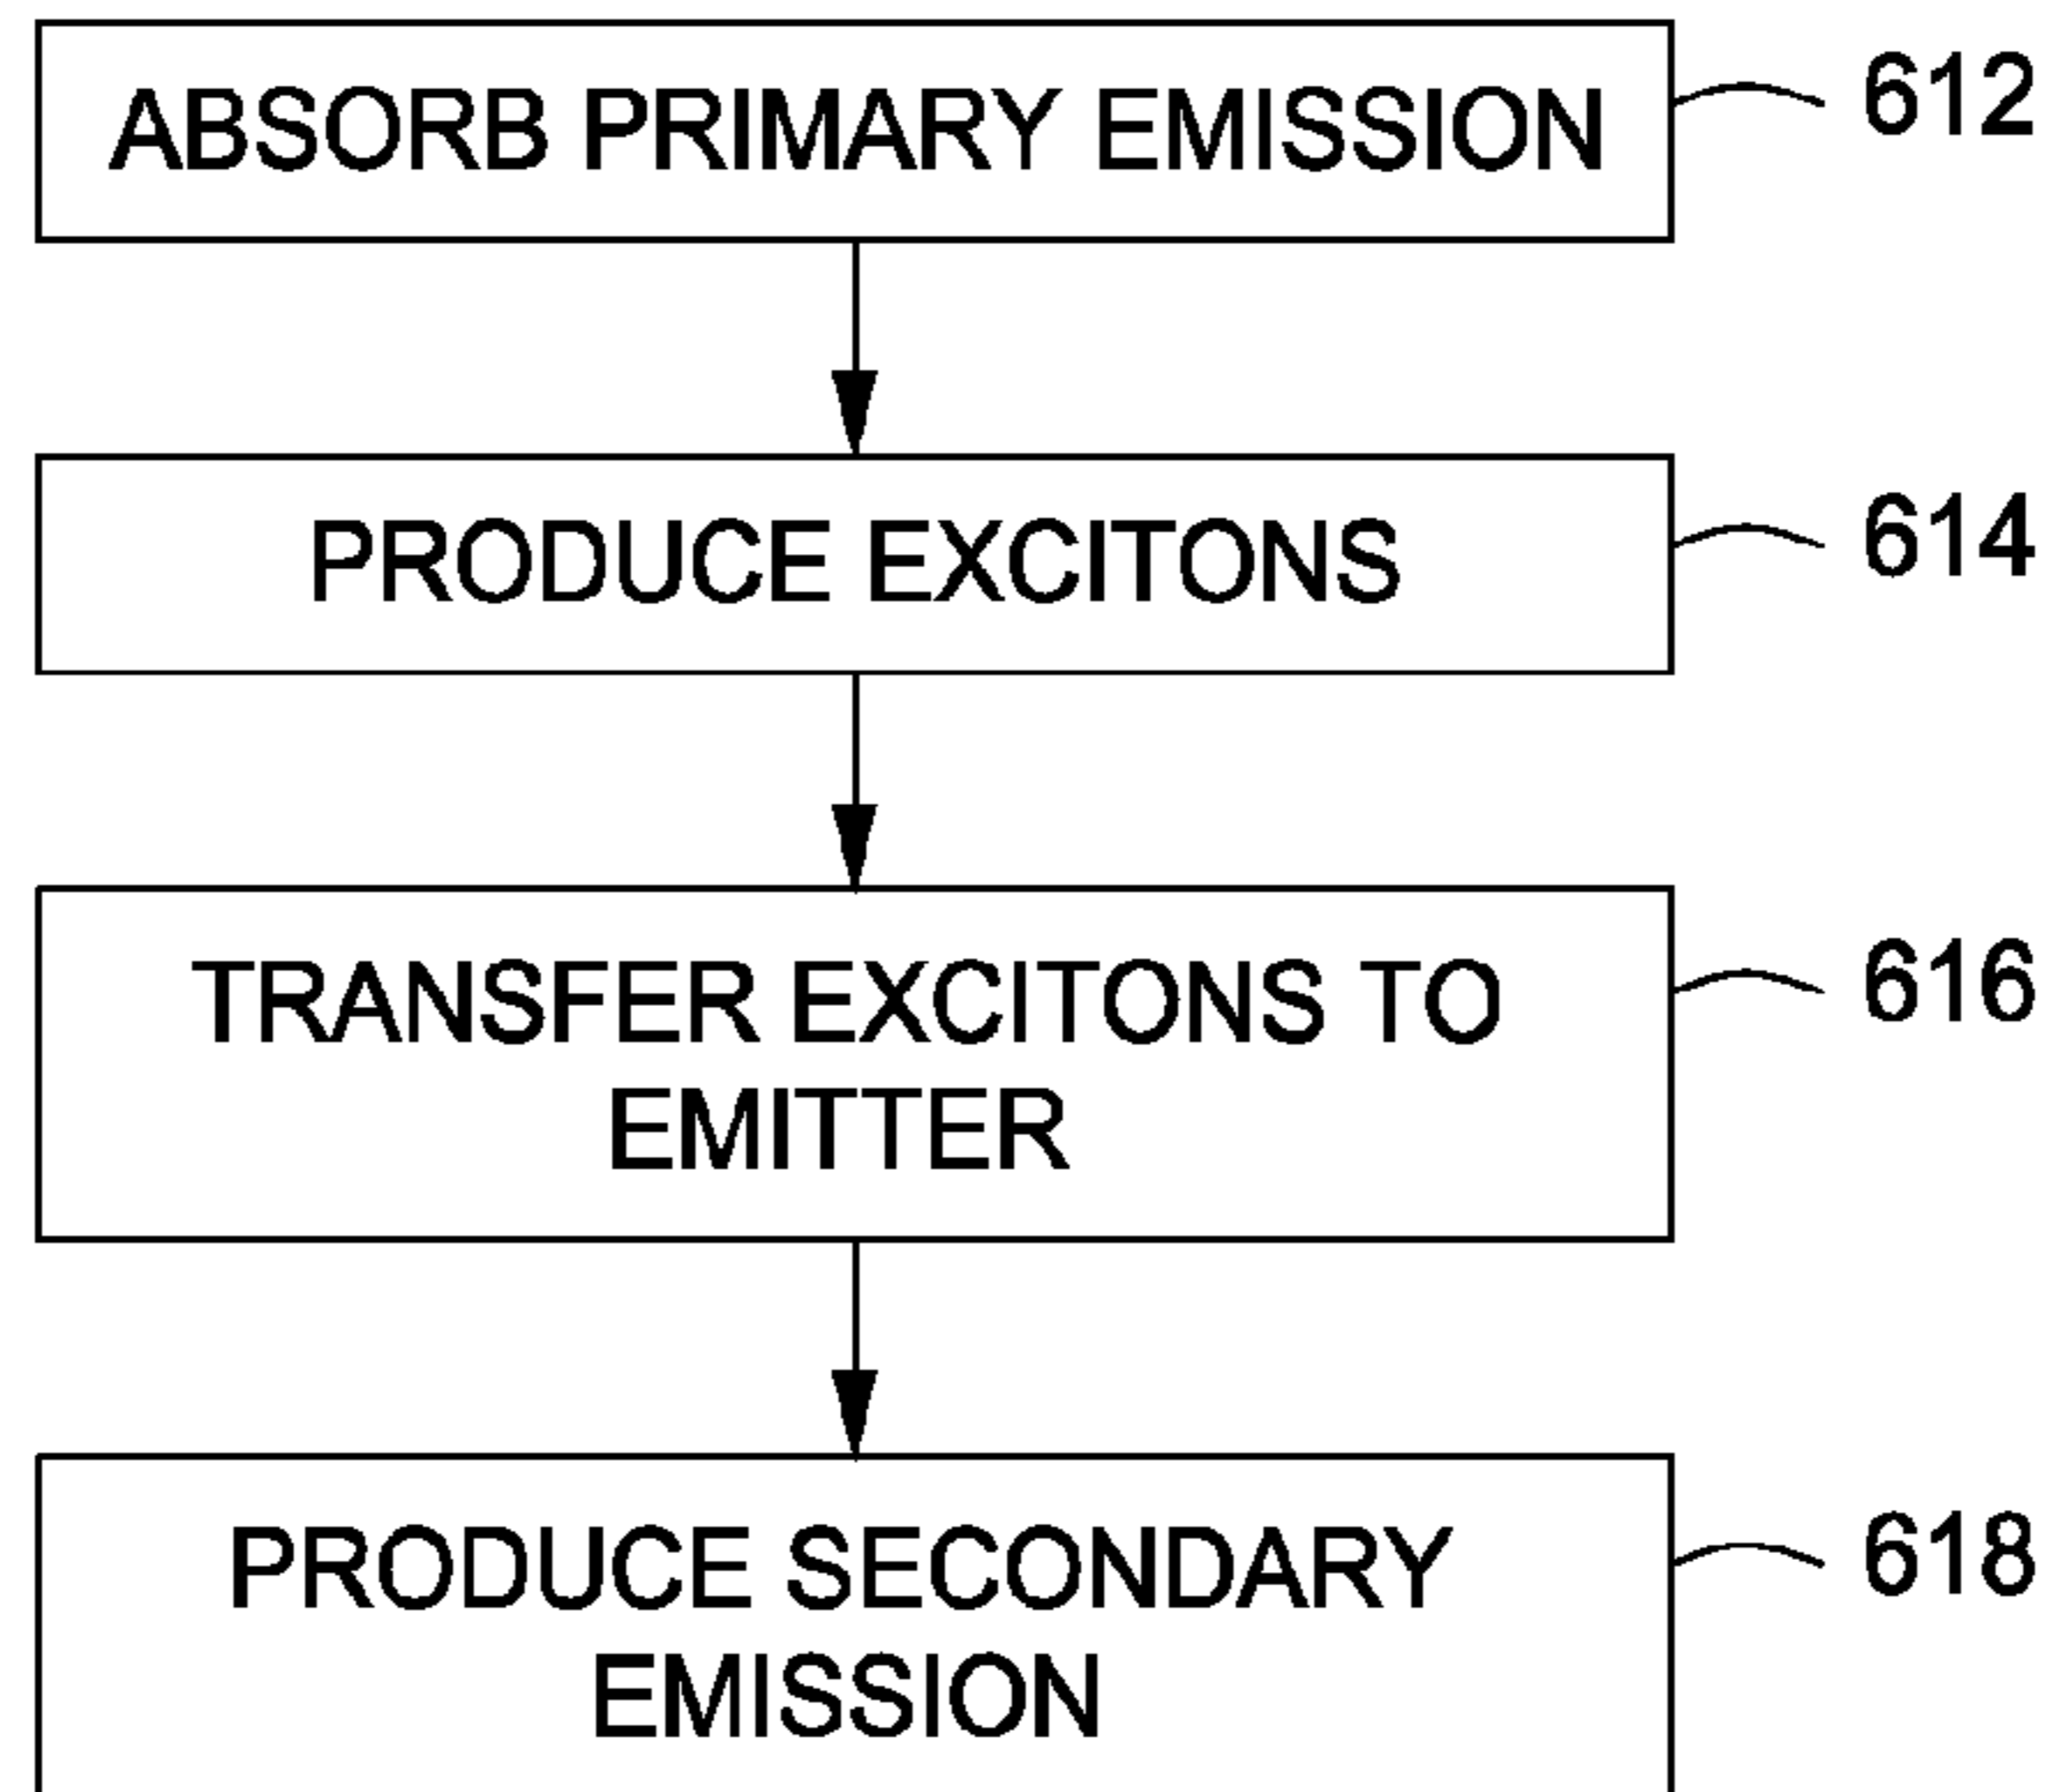 ABSORB PRIMARY EMISSION
612
PRODUCE EXCITONS
614
TRANSFER EXCITONS TO
EMITTER
616
PRODUCE SECONDARY
EMISSION
618